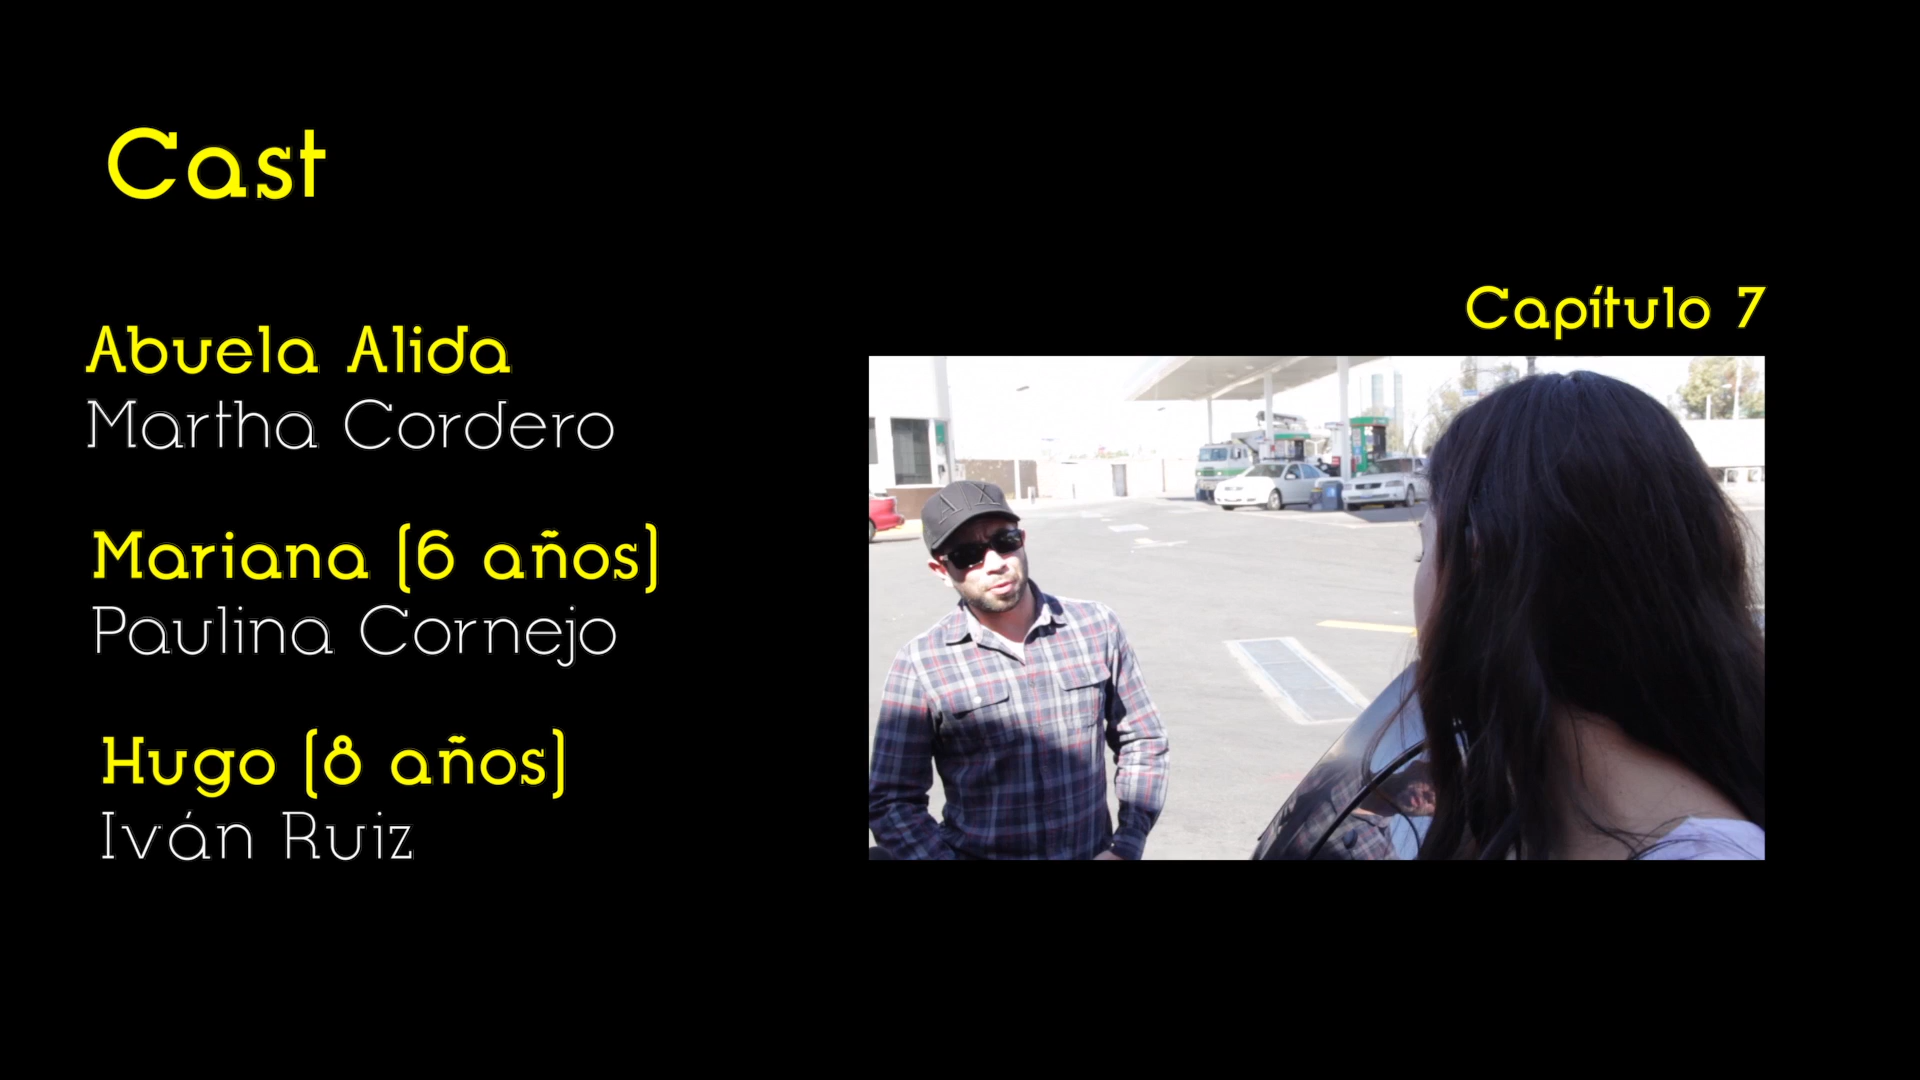 Cast
Abuela Alida
Martha Cordero
Mariana (6 años)
Paulina Cornejo
Hugo (8 años)
Iván Ruiz
Capítulo 7
A|X